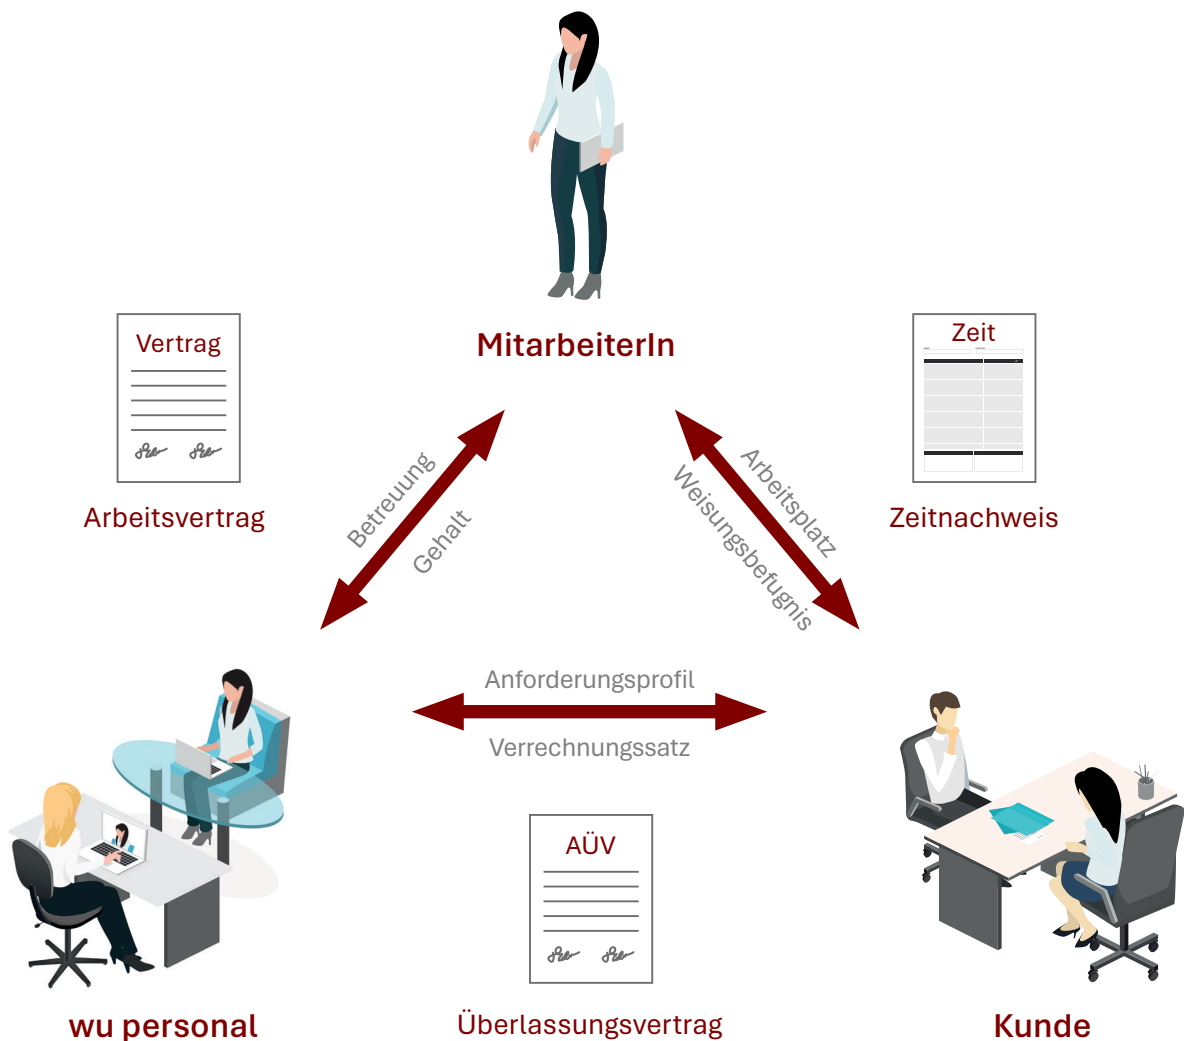 MitarbeiterIn
Vertrag
Arbeitsvertrag
Zeit
Zeitnachweis
Betreuung
Gehalt
Arbeitsplatz
Weisungsbefugnis
Anforderungsprofil
Verrechnungssatz
AÜV
Überlassungsvertrag
wu personal
Kunde